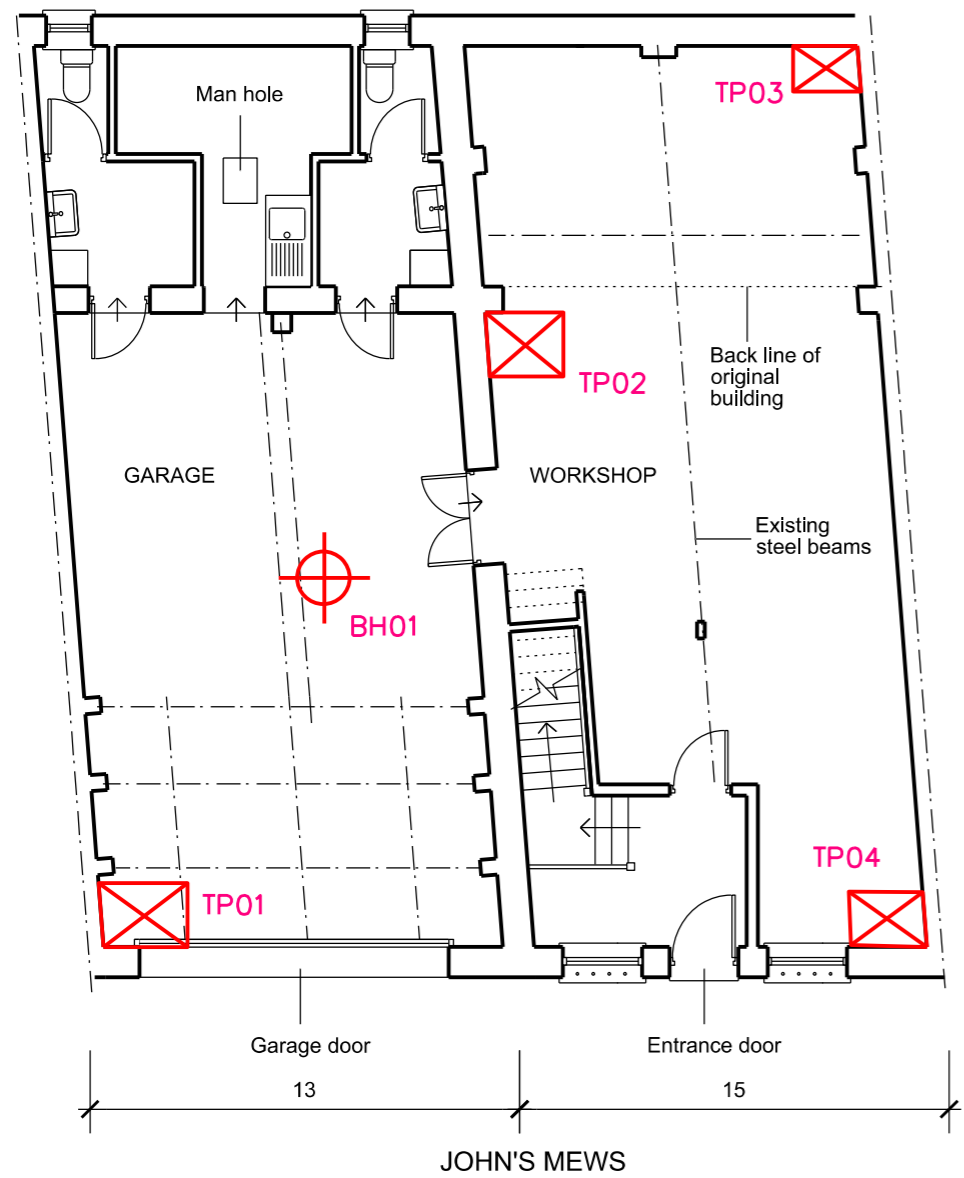 Man hole
TP03
Back line of
original
building
TP02
GARAGE
WORKSHOP
Existing
steel beams
BH01
TP04
TP01
Garage door
Entrance door
13
15
JOHN'S MEWS